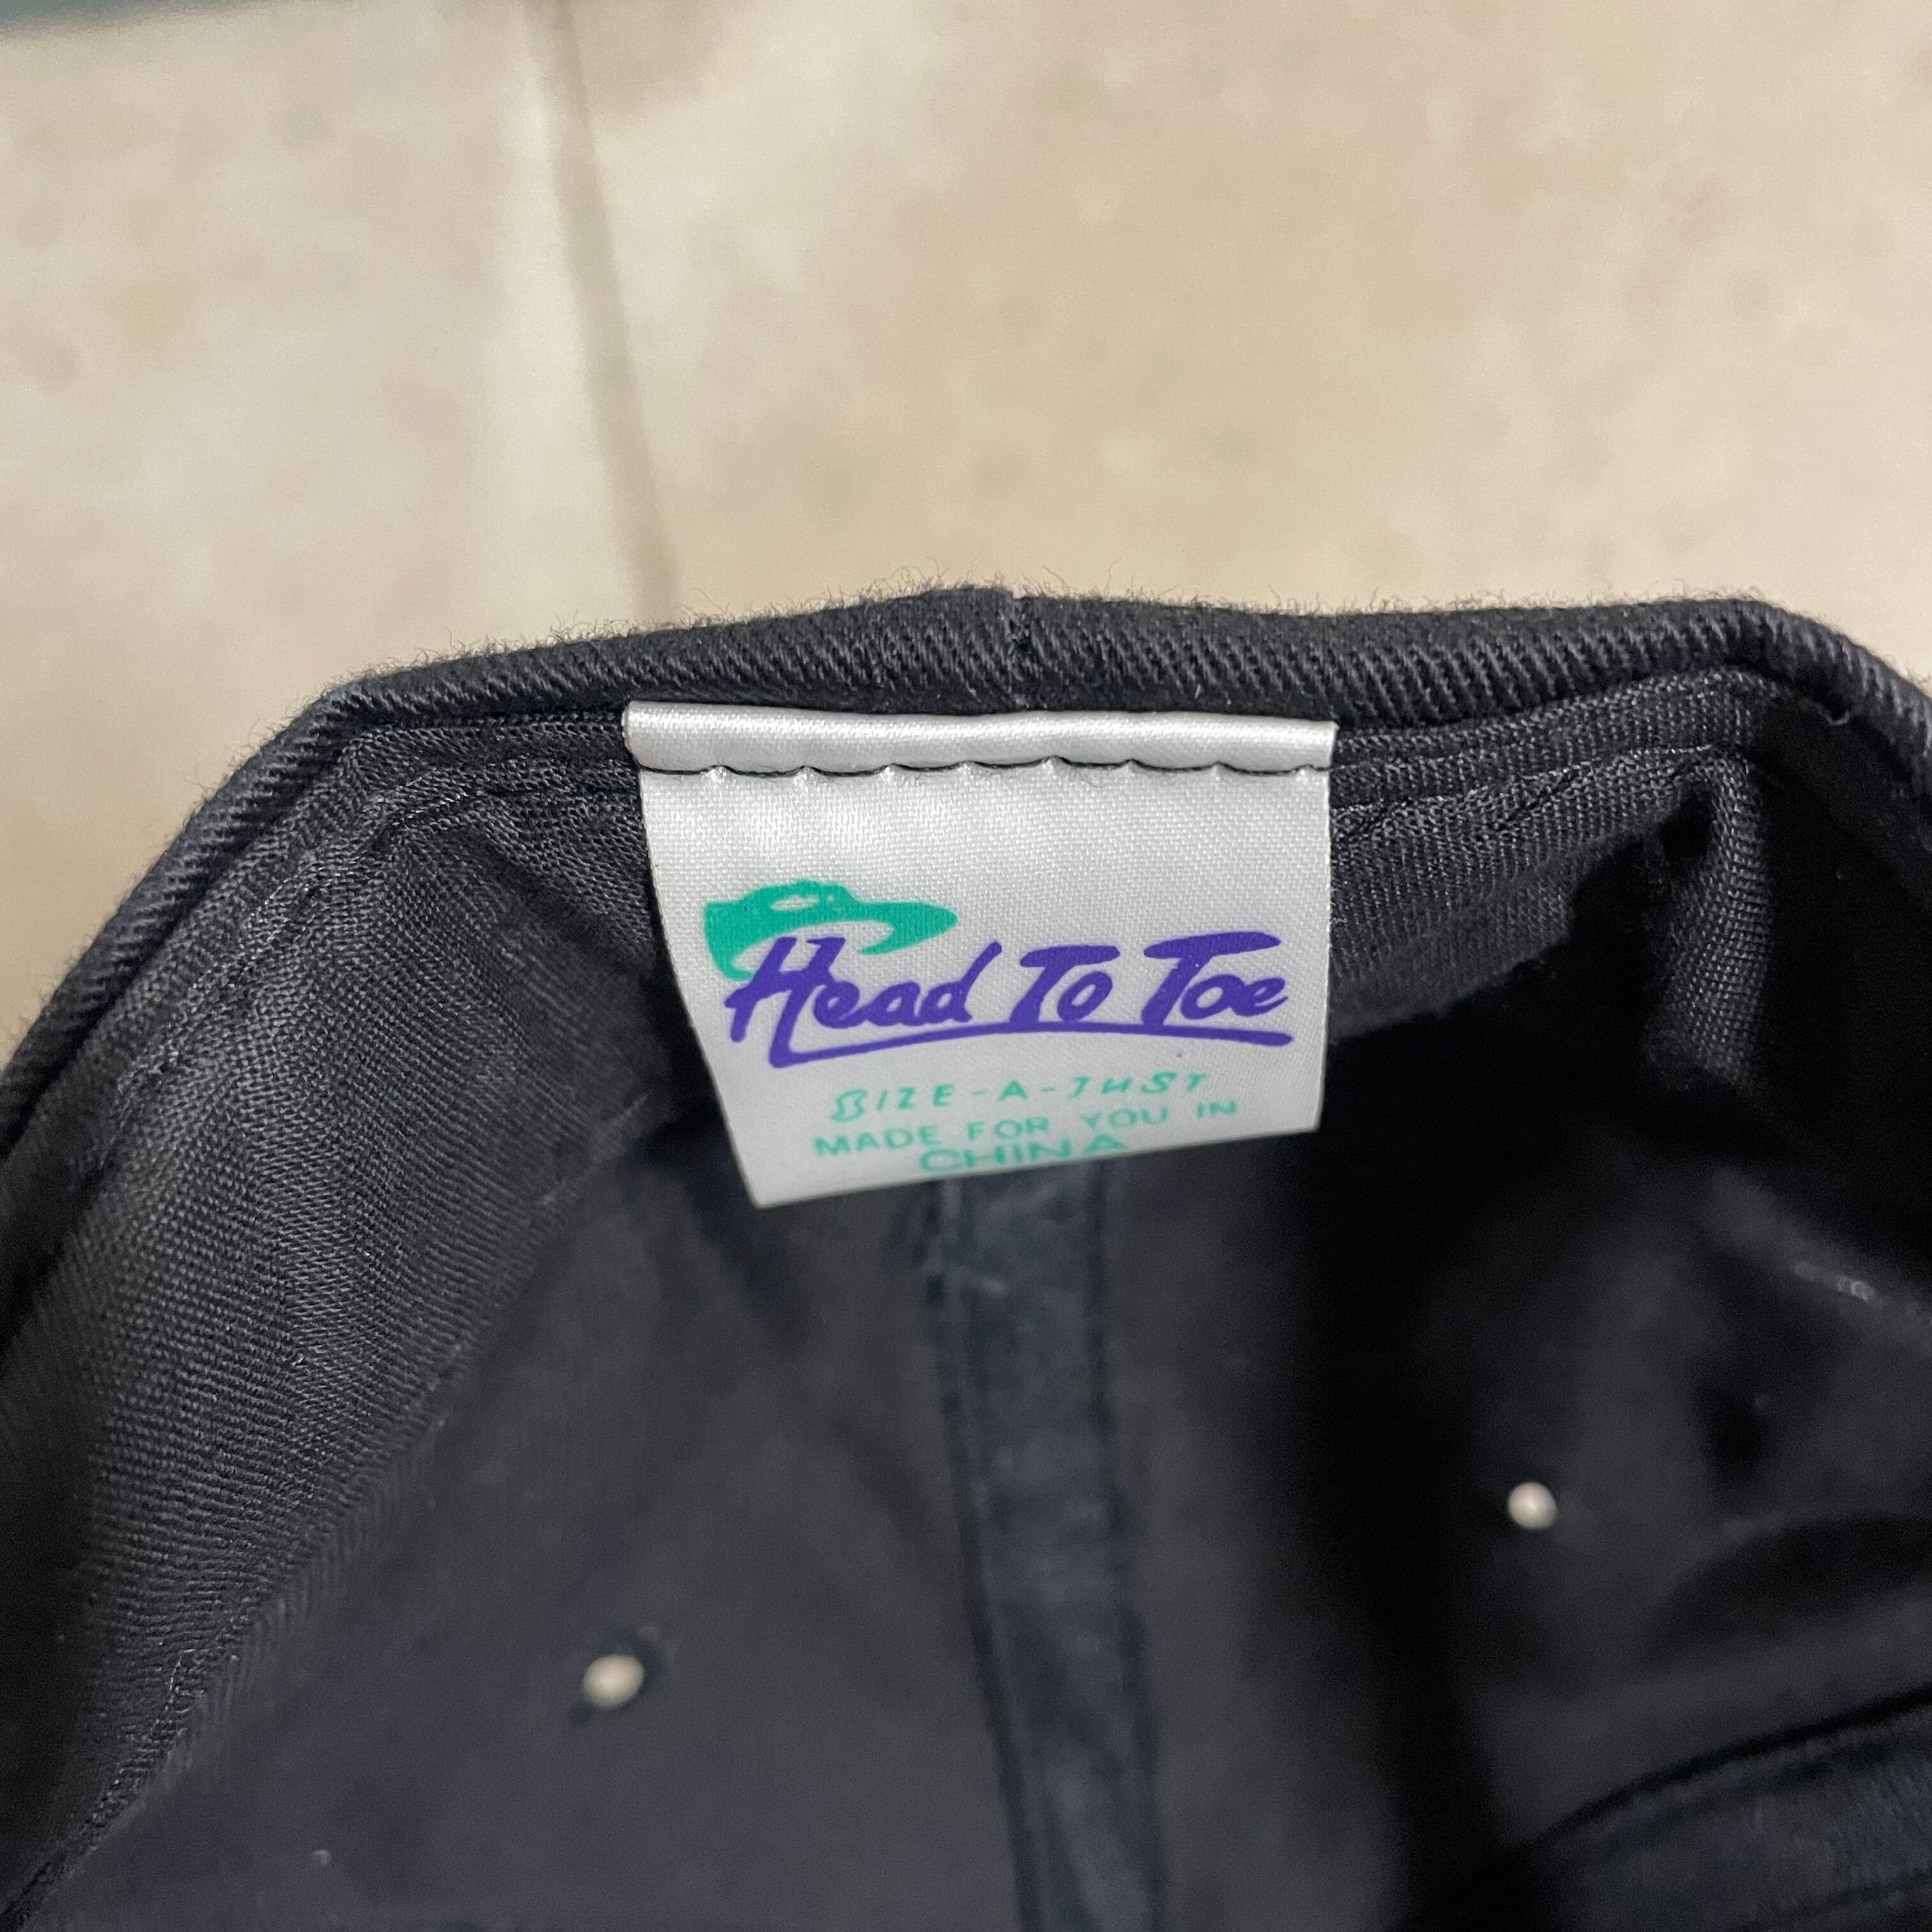 Head To Toe
SIZE-A-JUST
MADE FOR YOU IN
CHINA